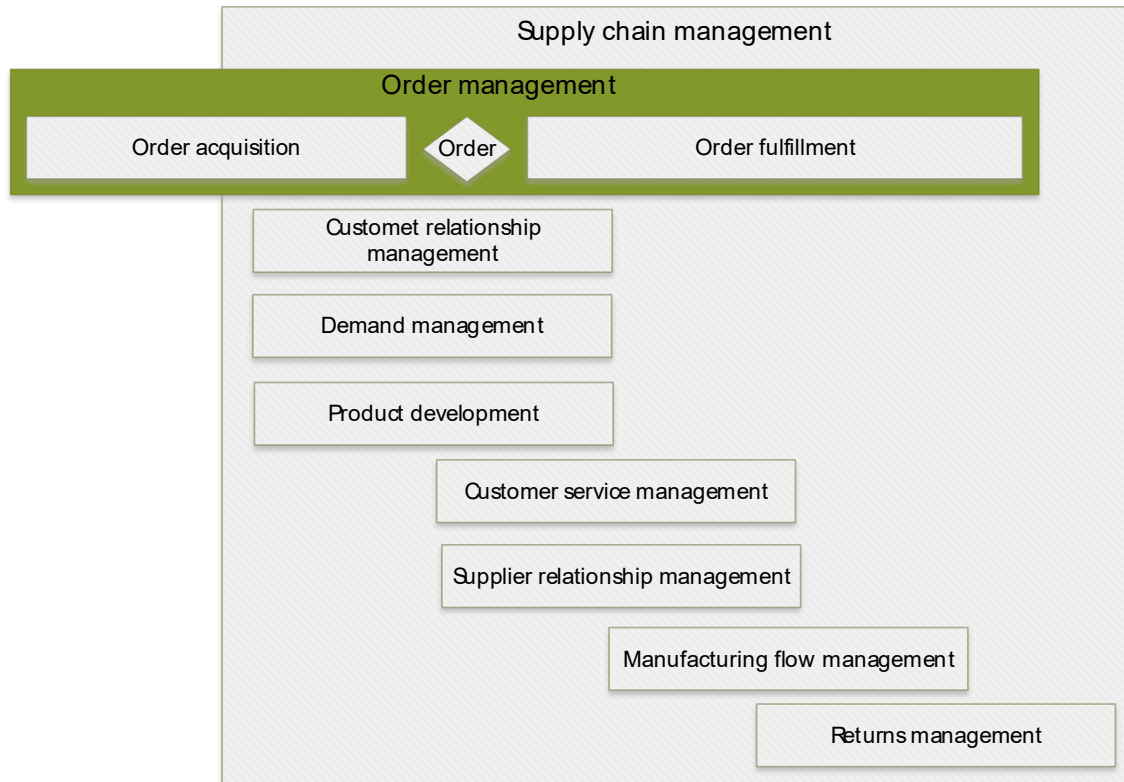 Supply chain management
Order management
Order acquisition
Order
Order fulfillment
Customet relationship
management
Demand management
Product development
Customer service management
Supplier relationship management
Manufacturing flow management
Returns management